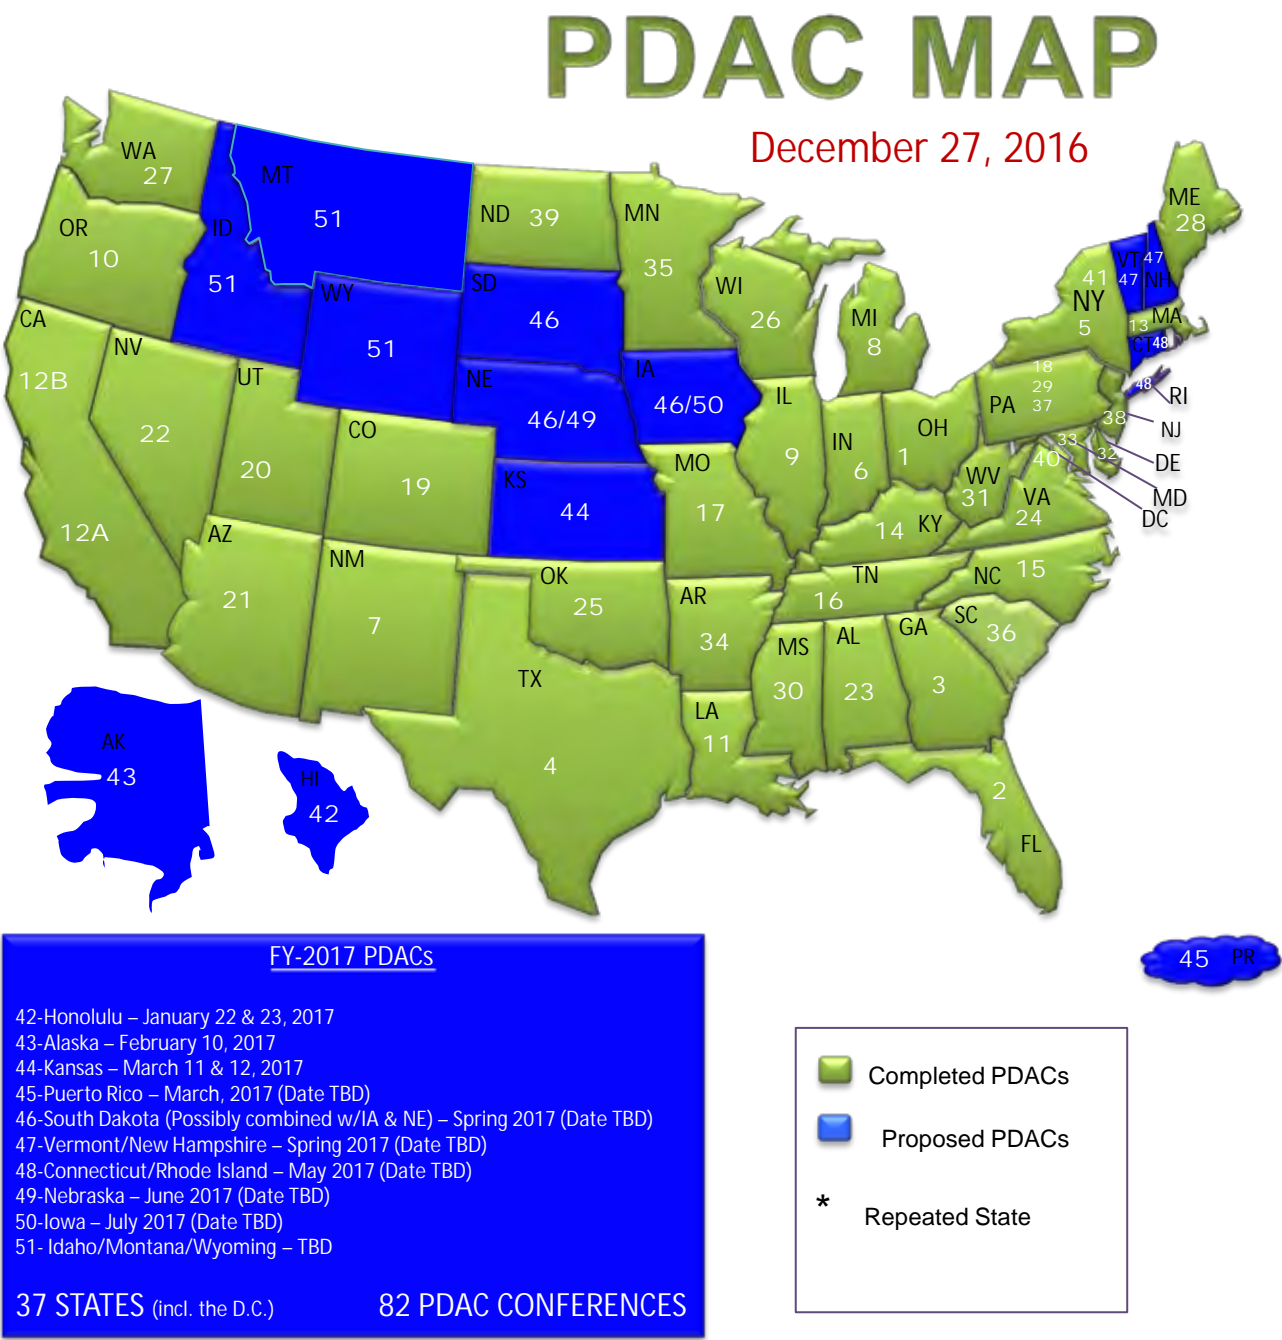 PDAC MAP
December 27, 2016
WA
27
MT
51
ID
51
OR
10
ND 39
MN
35
ME
28
VT
47
47
NH
41
NY
5
WY
51
SD
46
WI
26
MI
8
13 MA
CT 48
48
RI
CA
12B
12A
NV
22
UT
20
NE
46/49
IA
46/50
IL
9
IN
6
OH
1
PA
18
29
37
38
NJ
33
32
DE
40
MD
DC
CO
19
KS
44
MO
17
WV
31
VA
24
14 KY
AZ
21
NM
7
OK
25
AR
34
TN
16
NC 15
SC
36
MS
30
AL
23
GA
3
TX
4
LA
11
2
FL
AK
43
HI
42
45 PR
FY-2017 PDACs
42-Honolulu – January 22 & 23, 2017
43-Alaska – February 10, 2017
44-Kansas – March 11 & 12, 2017
45-Puerto Rico – March, 2017 (Date TBD)
46-South Dakota (Possibly combined w/IA & NE) – Spring 2017 (Date TBD)
47-Vermont/New Hampshire – Spring 2017 (Date TBD)
48-Connecticut/Rhode Island – May 2017 (Date TBD)
49-Nebraska – June 2017 (Date TBD)
50-Iowa – July 2017 (Date TBD)
51- Idaho/Montana/Wyoming – TBD
37 STATES (incl. the D.C.) 82 PDAC CONFERENCES
Completed PDACs
Proposed PDACs
* Repeated State